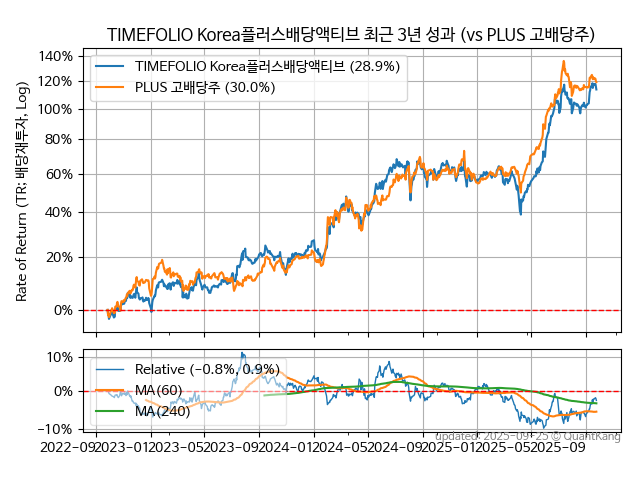 TIMEFOLIO Korea플러스배당액티브 최근 3년 성과 (vs PLUS 고배당주)
Rate of Return (TR; 배당재투자, Log)
140%
120%
100%
80%
60%
40%
20%
0%
TIMEFOLIO Korea플러스배당액티브 (28.9%)
PLUS 고배당주 (30.0%)
10%
0%
−10%
Relative (−0.8%, 0.9%)
MA(60)
MA(240)
2022−09 2023−01 2023−05 2023−09 2024−01 2024−05 2024−09 2025−01 2025−05 2025−09
updated: 2025−09−25 © QuantKang